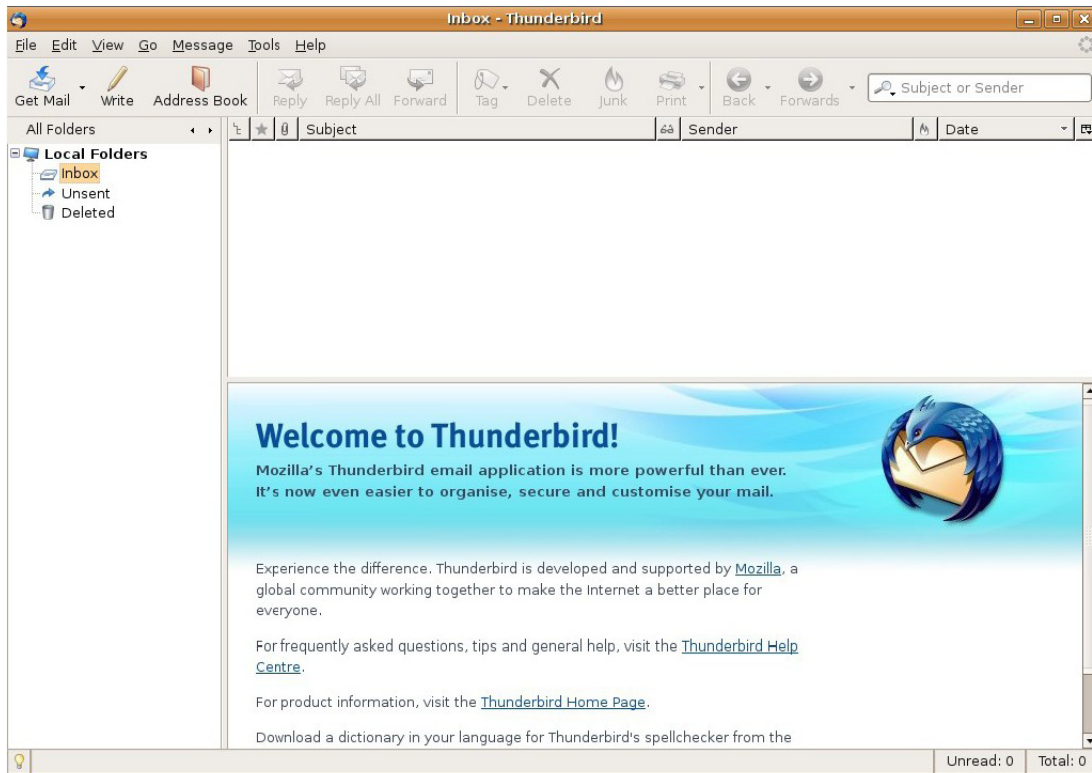 Inbox - Thunderbird
File Edit View Go Message Tools Help
Get Mail Write Address Book Reply Reply All Forward Tag Delete Junk Print Back Forwards Subject or Sender
All Folders Subject Sender Date
Local Folders
Inbox
Unsent
Deleted
Welcome to Thunderbird!
Mozilla's Thunderbird email application is more powerful than ever.
It's now even easier to organise, secure and customise your mail.
Experience the difference. Thunderbird is developed and supported by Mozilla, a
global community working together to make the Internet a better place for
everyone.
For frequently asked questions, tips and general help, visit the Thunderbird Help
Centre.
For product information, visit the Thunderbird Home Page.
Download a dictionary in your language for Thunderbird's spellchecker from the
Unread: 0 Total: 0